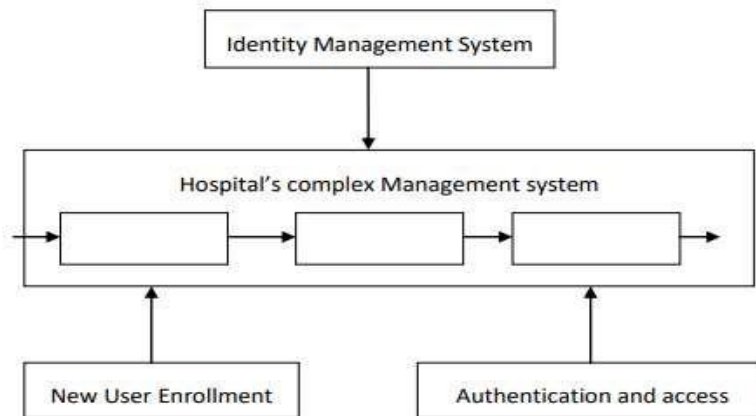 Identity Management System
Hospital’s complex Management system
New User Enrollment
Authentication and access